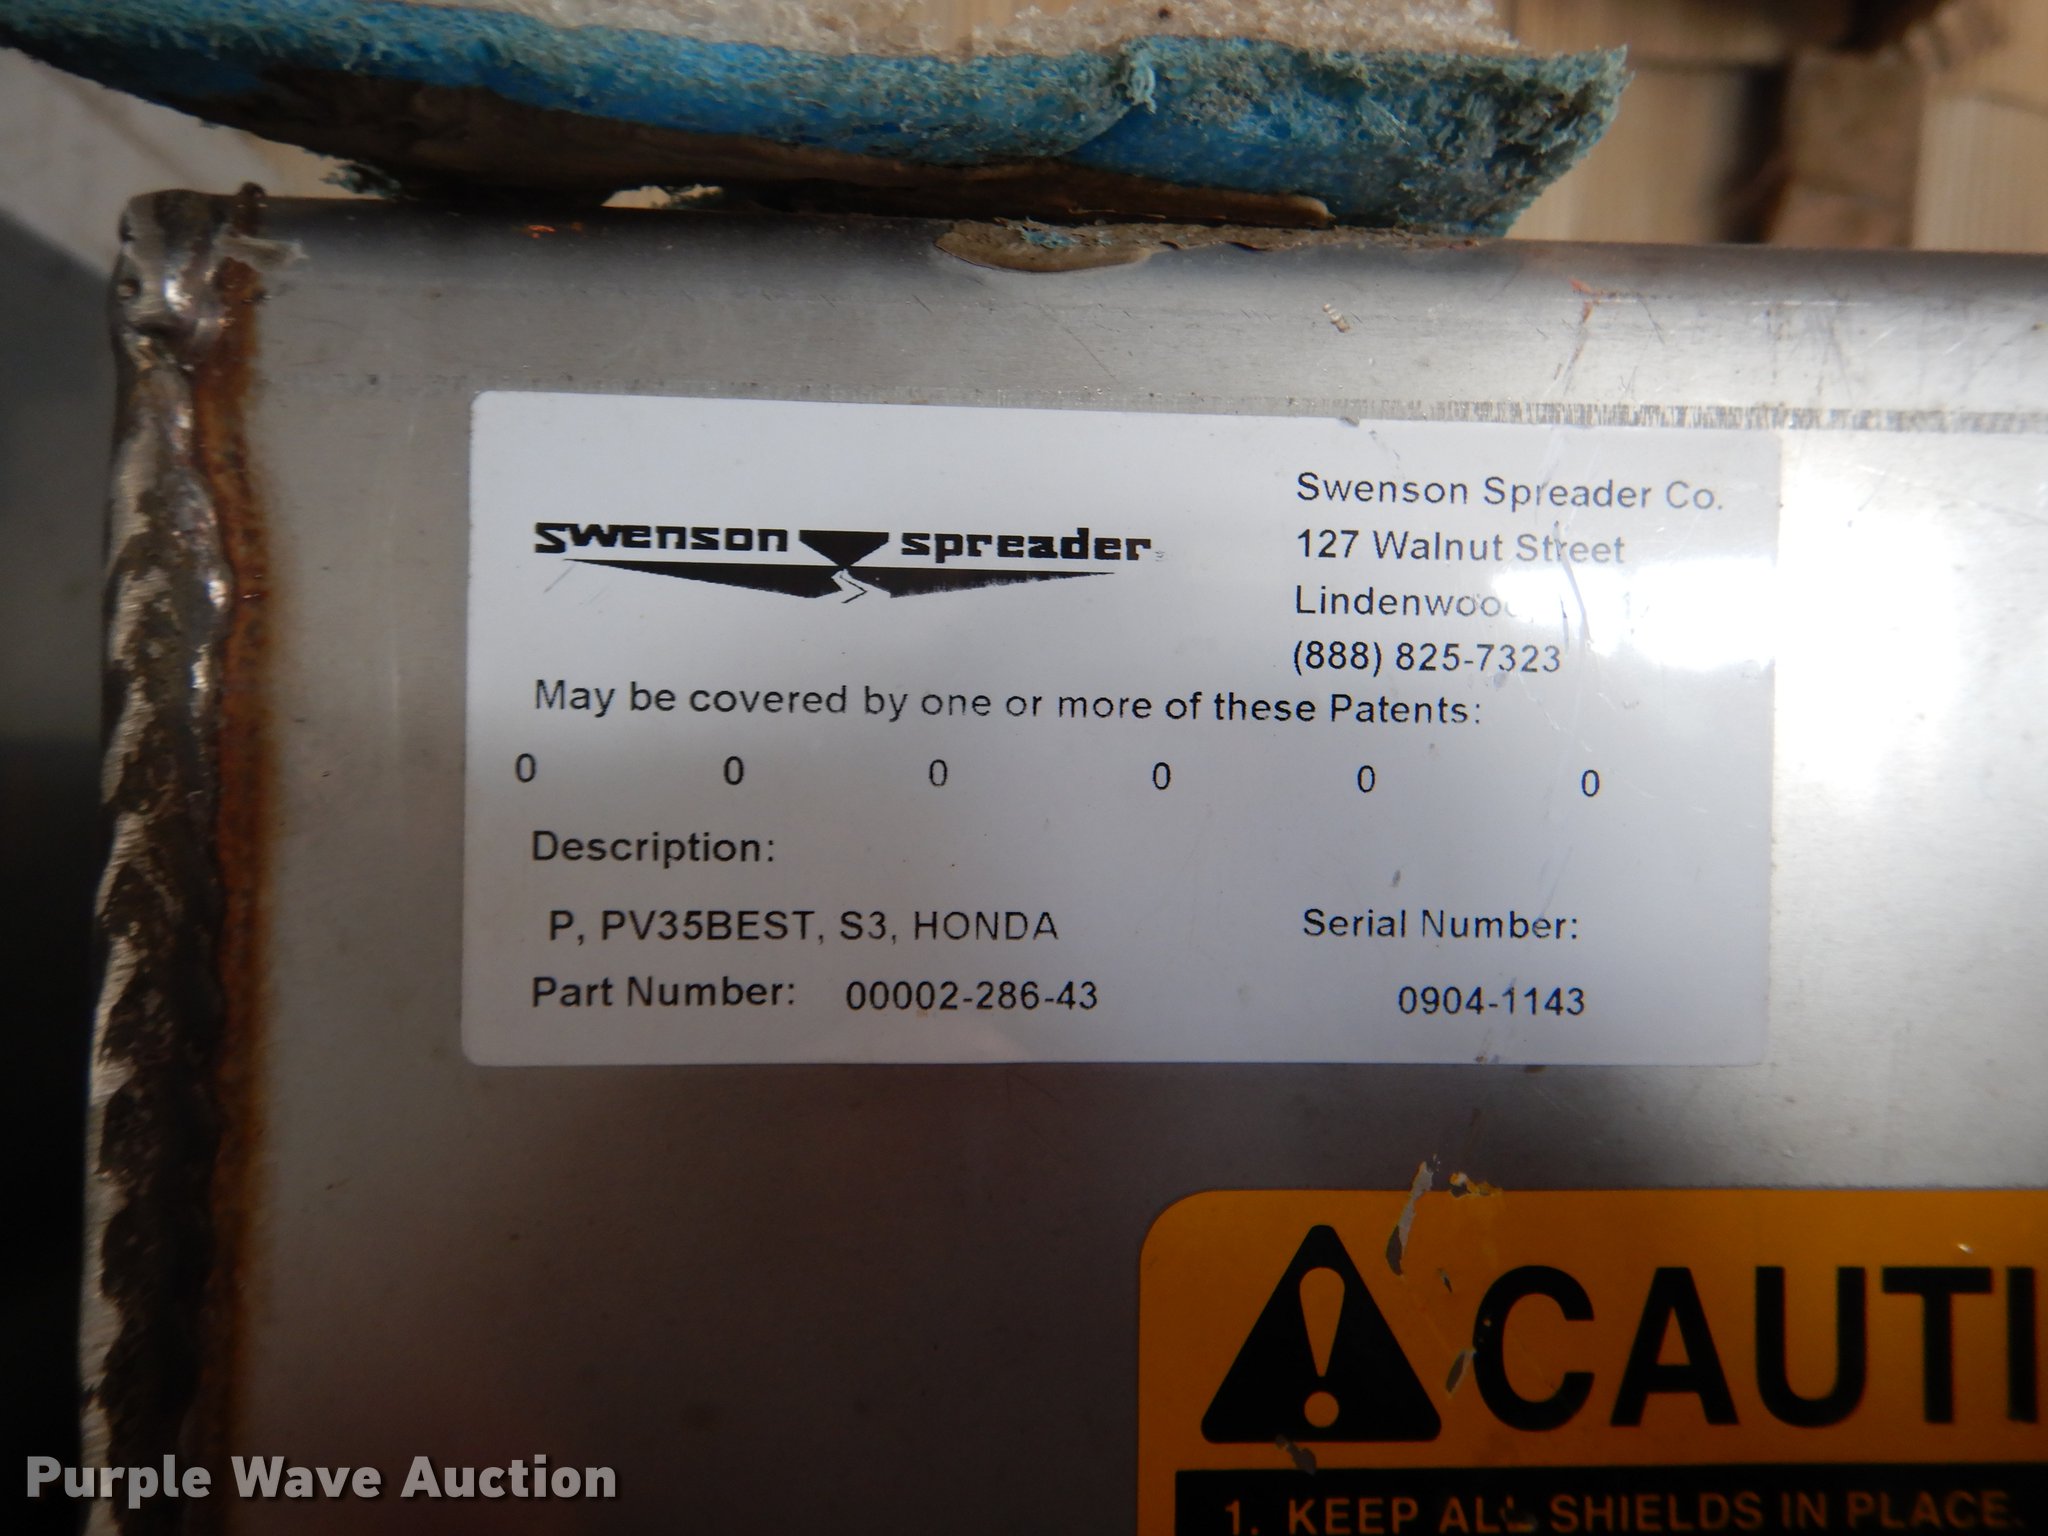 swenson spreader
Swenson Spreader Co.
127 Walnut Street
Lindenwood,
(888) 825-7323
May be covered by one or more of these Patents:
0 0 0 0 0 0
Description:
P, PV35BEST, S3, HONDA
Serial Number:
Part Number: 00002-286-43
0904-1143
CAUTI
1. KEEP ALL SHIELDS IN PLACE.
Purple Wave Auction